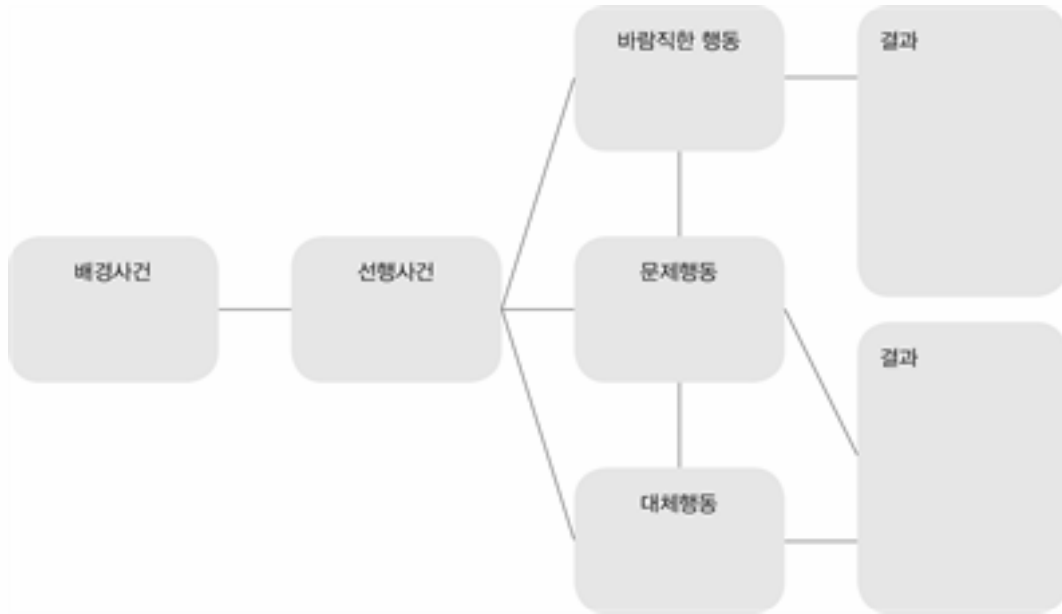 바람직한 행동
결과
배경사건
선행사건
문제행동
결과
대체행동